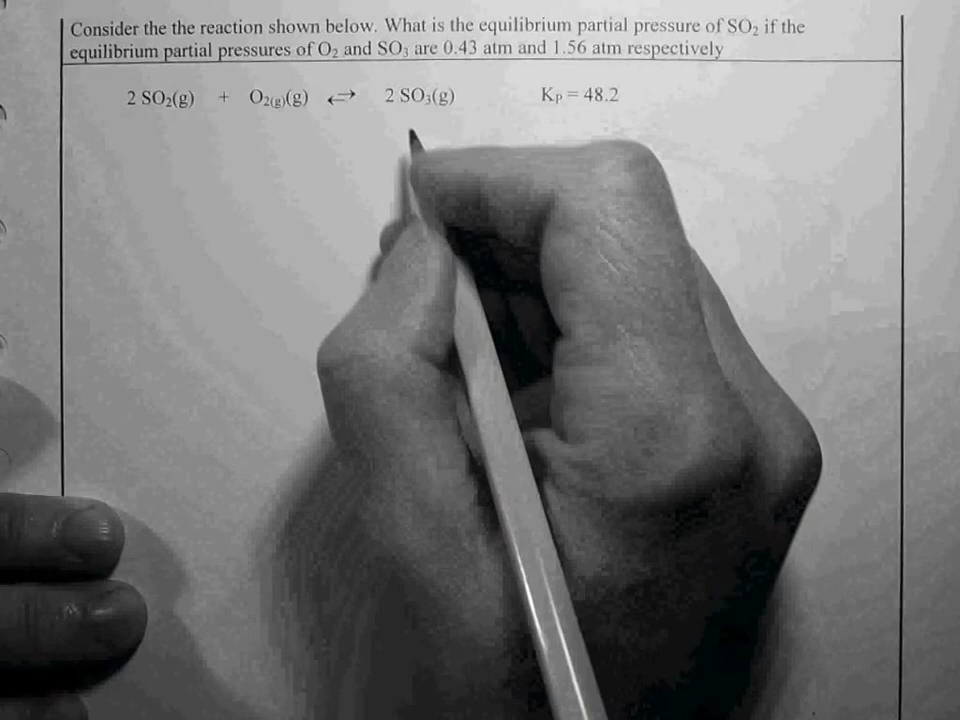 Consider the the reaction shown below. What is the equilibrium partial pressure of SO₂ if the
equilibrium partial pressures of O₂ and SO₃ are 0.43 atm and 1.56 atm respectively
2 SO₂(g) + O₂₍g₎(g) ⟷ 2 SO₃(g) Kₚ = 48.2